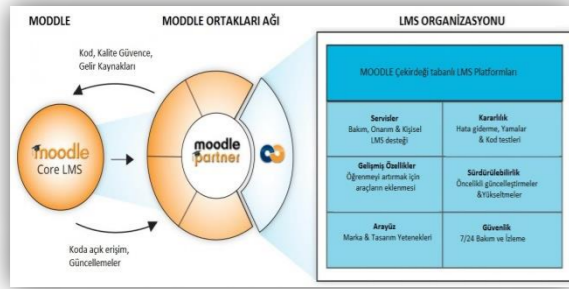 MODDLE
MODDLE ORTAKLARI AĞI
LMS ORGANİZASYONU
Kod, Kalite Güvence,
Gelir Kaynakları
moodle
Core LMS
moodle
partner
Koda açık erişim,
Güncellemeler
MOODLE Çekirdeği tabanlı LMS Platformları
Servisler
Bakım, Onarım & Kişisel
LMS desteği
Kararlılık
Hata giderme, Yamalar
& Kod testleri
Gelişmiş Özellikler
Öğrenmeyi artırmak için
araçların eklenmesi
Sürdürülebilirlik
Öncelikli güncelleştirmeler
&Yükseltmeler
Arayüz
Marka & Tasarım Yetenekleri
Güvenlik
7/24 Bakım ve İzleme